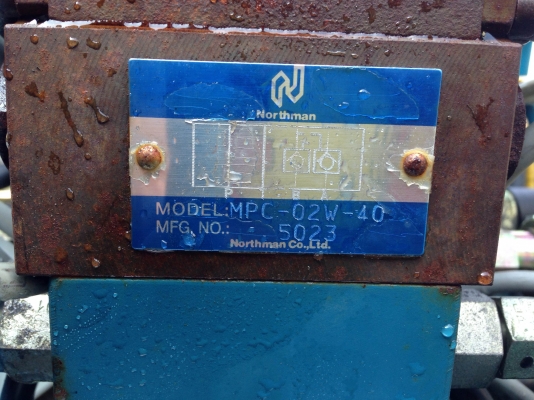 Northman
P B A
MODEL:MPC-02W-40
MFG. NO.: 5023
Northman Co.,Ltd.